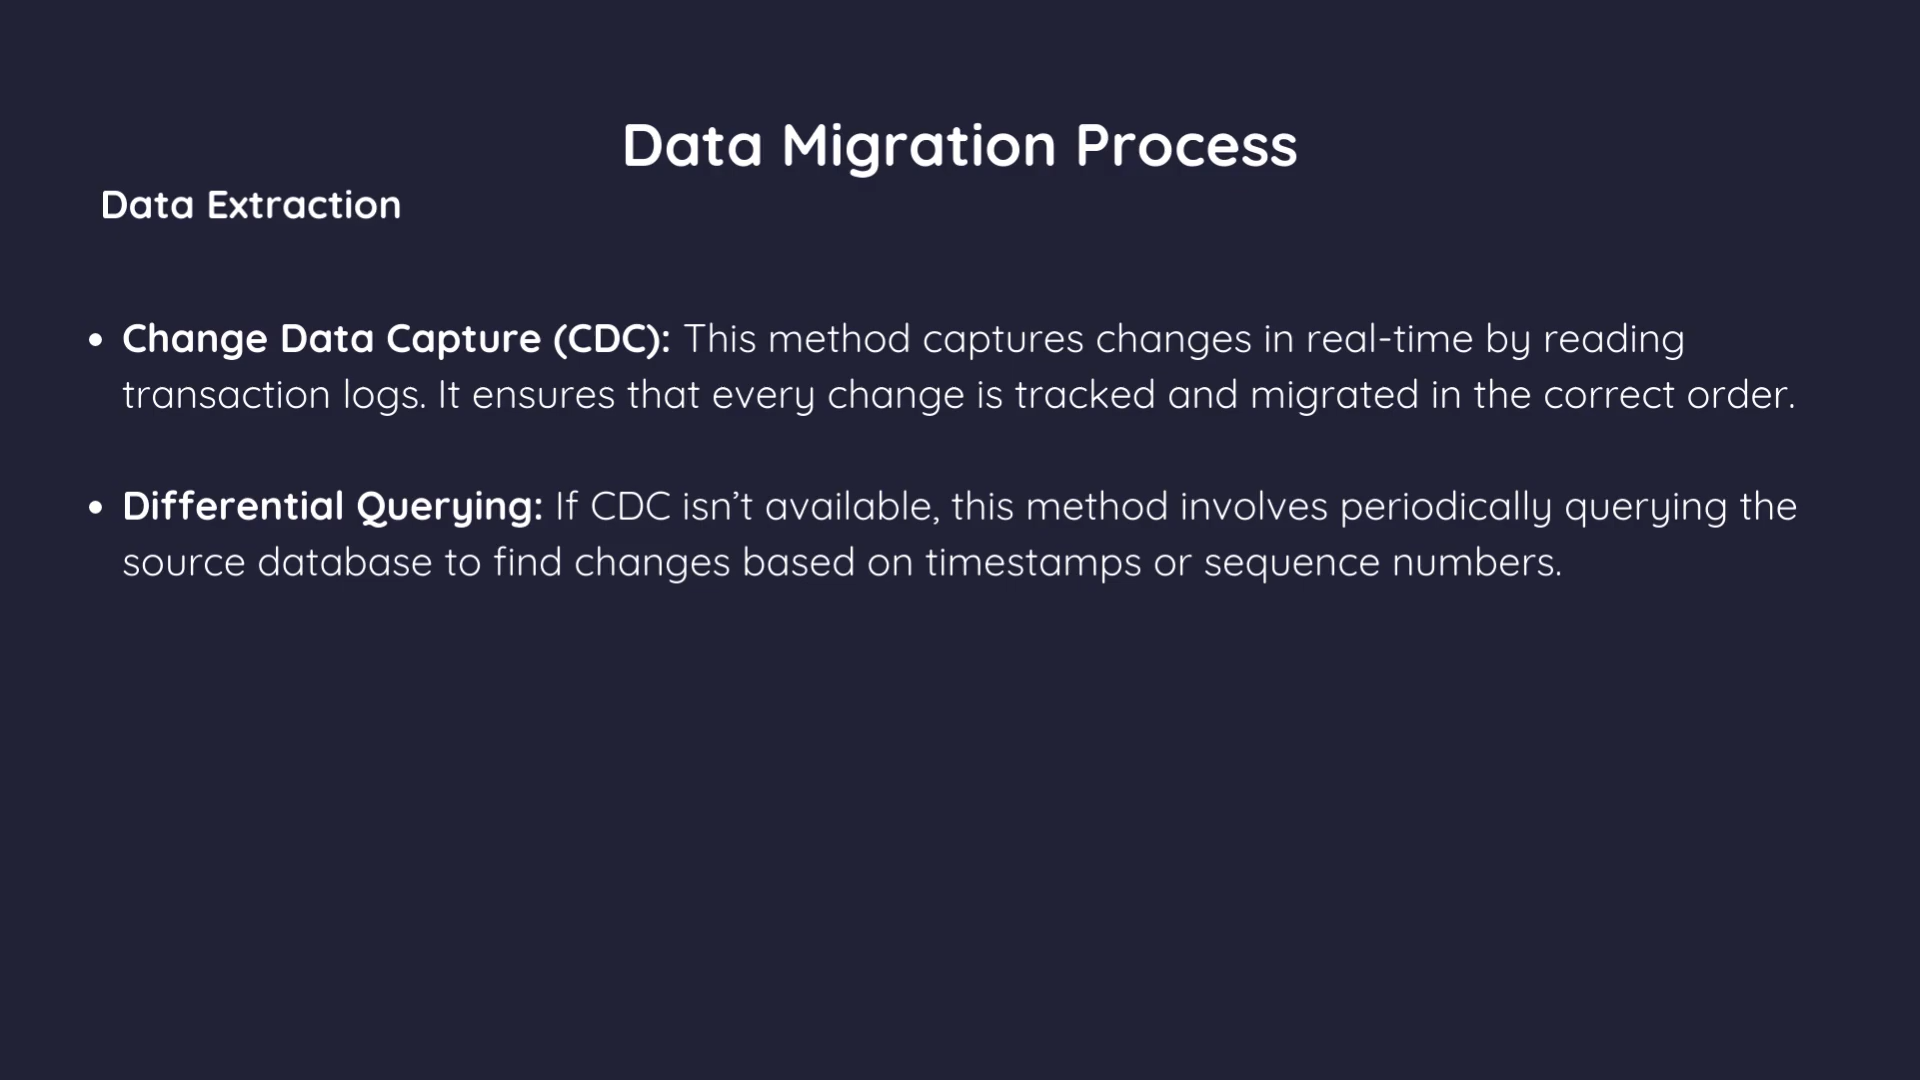 Data Migration Process
Data Extraction
• Change Data Capture (CDC): This method captures changes in real-time by reading
transaction logs. It ensures that every change is tracked and migrated in the correct order.
• Differential Querying: If CDC isn’t available, this method involves periodically querying the
source database to find changes based on timestamps or sequence numbers.